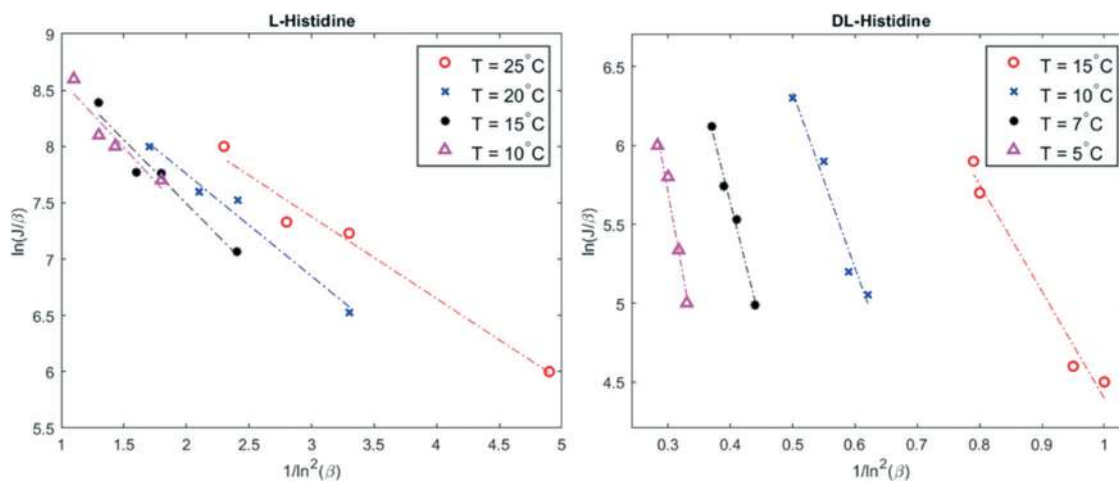 L-Histidine
9
8.5
8
7.5
7
6.5
6
5.5
ln(J/β)
1
1.5
2
2.5
3
3.5
4
4.5
5
1/ln²(β)
T = 25°C
T = 20°C
T = 15°C
T = 10°C
DL-Histidine
6.5
6
5.5
5
4.5
ln(J/β)
0.3
0.4
0.5
0.6
0.7
0.8
0.9
1
1/ln²(β)
T = 15°C
T = 10°C
T = 7°C
T = 5°C